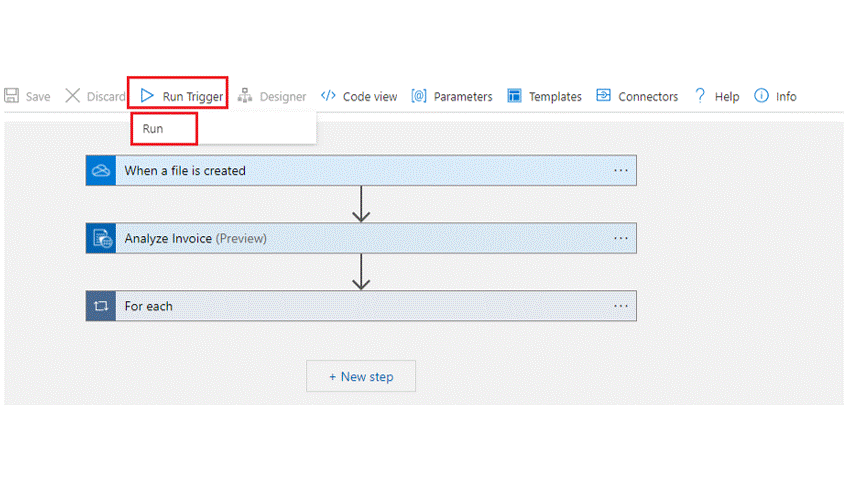 Save Discard Run Trigger Designer Code view Parameters Templates Connectors Help Info
Run
When a file is created
Analyze Invoice (Preview)
For each
+ New step